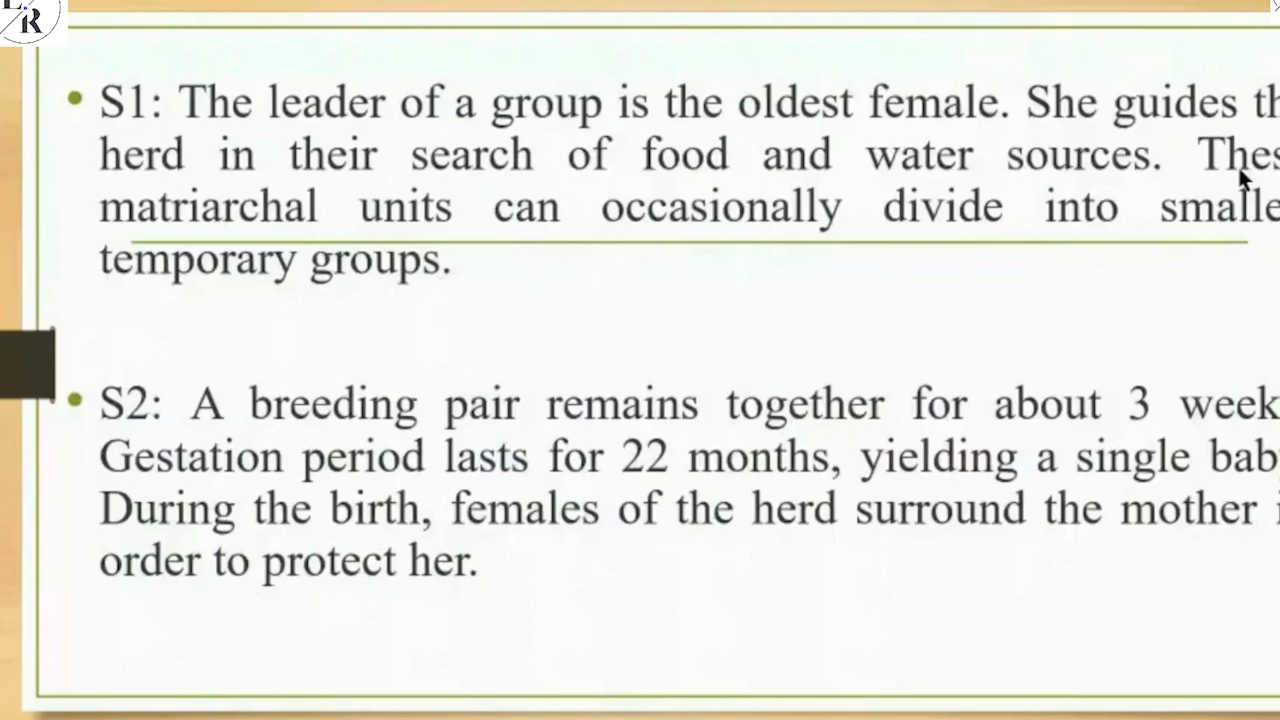 L.R
• S1: The leader of a group is the oldest female. She guides th
herd in their search of food and water sources. Thes
matriarchal units can occasionally divide into smalle
temporary groups.
• S2: A breeding pair remains together for about 3 week
Gestation period lasts for 22 months, yielding a single bab
During the birth, females of the herd surround the mother i
order to protect her.